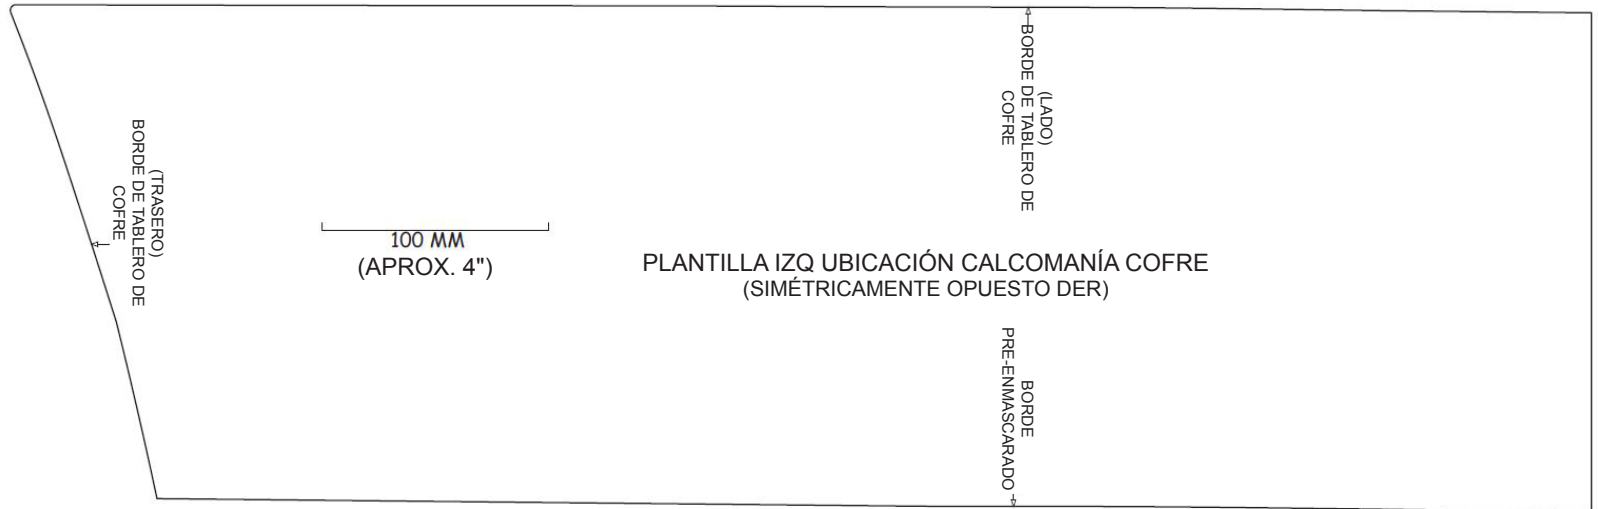 (LADO)
BORDE DE TABLERO DE
COFRE
(TRASERO)
BORDE DE TABLERO DE
COFRE
100 MM
(APROX. 4")
PLANTILLA IZQ UBICACIÓN CALCOMANÍA COFRE
(SIMÉTRICAMENTE OPUESTO DER)
BORDE
PRE-ENMASCARADO